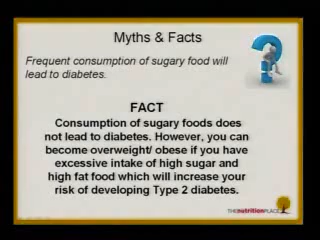 Myths & Facts
Frequent consumption of sugary food will
lead to diabetes.
FACT
Consumption of sugary foods does
not lead to diabetes. However, you can
become overweight/ obese if you have
excessive intake of high sugar and
high fat food which will increase your
risk of developing Type 2 diabetes.
THEnutritionPLACE